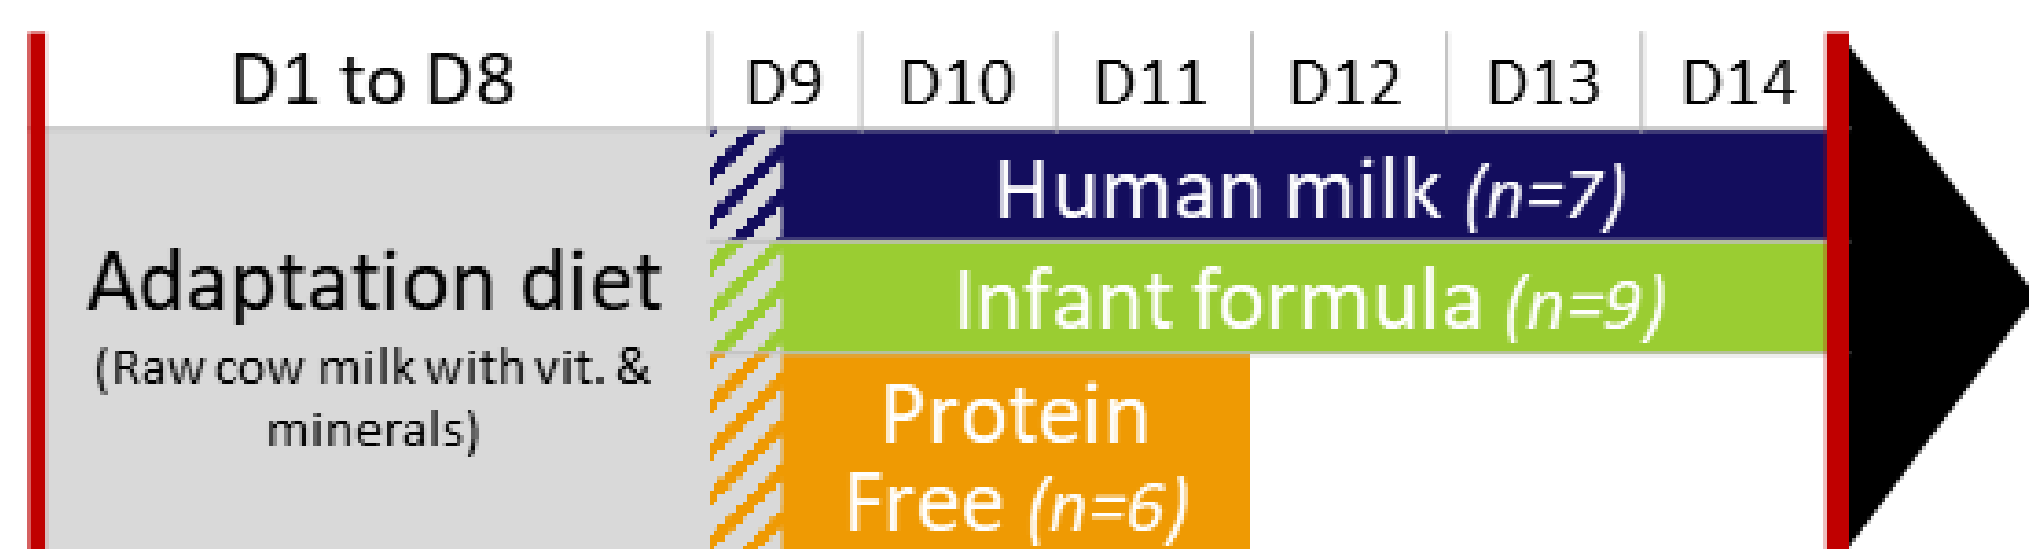 D1 to D8 D9 D10 D11 D12 D13 D14
Human milk (n=7)
Adaptation diet
(Raw cow milk with vit. &
minerals)
Infant formula (n=9)
Protein
Free (n=6)